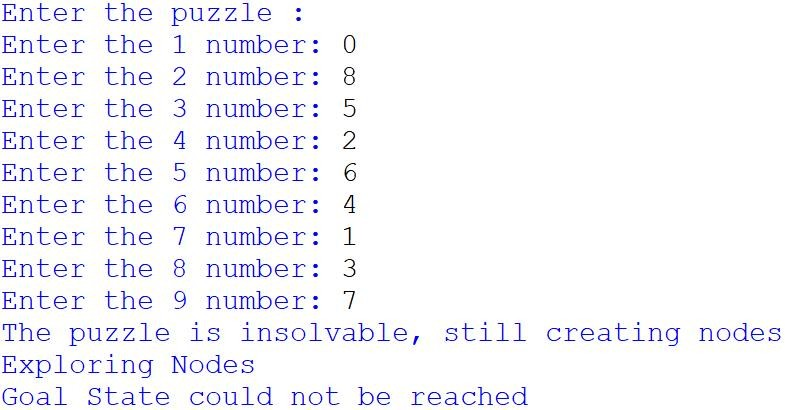 Enter the puzzle :
Enter the 1 number: 0
Enter the 2 number: 8
Enter the 3 number: 5
Enter the 4 number: 2
Enter the 5 number: 6
Enter the 6 number: 4
Enter the 7 number: 1
Enter the 8 number: 3
Enter the 9 number: 7
The puzzle is insolvable, still creating nodes
Exploring Nodes
Goal State could not be reached